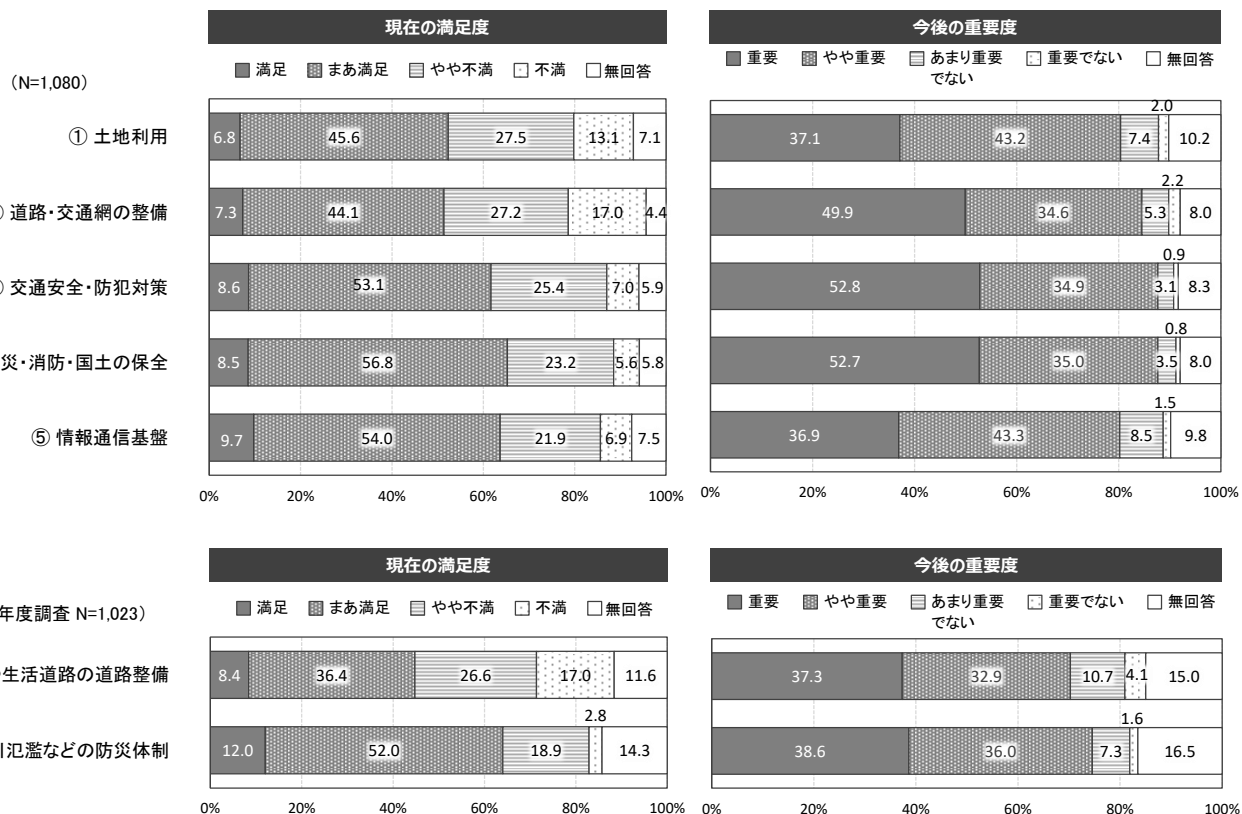 現在の満足度
今後の重要度
(N=1,080)
満足 まあ満足 やや不満 不満 無回答
重要 やや重要 あまり重要でない 重要でない 無回答
① 土地利用
6.8 45.6 27.5 13.1 7.1
37.1 43.2 7.4 2.0 10.2
道路・交通網の整備
7.3 44.1 27.2 17.0 4.4
49.9 34.6 5.3 2.2 8.0
交通安全・防犯対策
8.6 53.1 25.4 7.0 5.9
52.8 34.9 3.1 0.9 8.3
災・消防・国土の保全
8.5 56.8 23.2 5.6 5.8
52.7 35.0 3.5 0.8 8.0
⑤ 情報通信基盤
9.7 54.0 21.9 6.9 7.5
36.9 43.3 8.5 1.5 9.8
0% 20% 40% 60% 80% 100%
0% 20% 40% 60% 80% 100%
現在の満足度
今後の重要度
年度調査 N=1,023)
満足 まあ満足 やや不満 不満 無回答
重要 やや重要 あまり重要でない 重要でない 無回答
生活道路の道路整備
8.4 36.4 26.6 17.0 11.6
37.3 32.9 10.7 4.1 15.0
氾濫などの防災体制
12.0 52.0 18.9 2.8 14.3
38.6 36.0 7.3 1.6 16.5
0% 20% 40% 60% 80% 100%
0% 20% 40% 60% 80% 100%